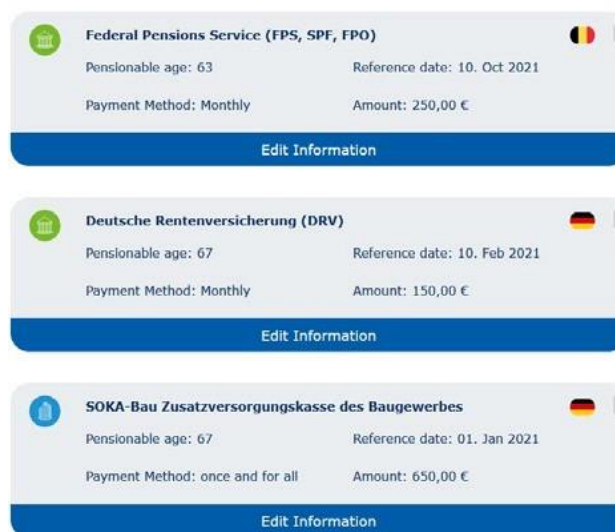 Federal Pensions Service (FPS, SPF, FPO)
Pensionable age: 63 Reference date: 10. Oct 2021
Payment Method: Monthly Amount: 250,00 €
Edit Information
Deutsche Rentenversicherung (DRV)
Pensionable age: 67 Reference date: 10. Feb 2021
Payment Method: Monthly Amount: 150,00 €
Edit Information
SOKA-Bau Zusatzversorgungskasse des Baugewerbes
Pensionable age: 67 Reference date: 01. Jan 2021
Payment Method: once and for all Amount: 650,00 €
Edit Information